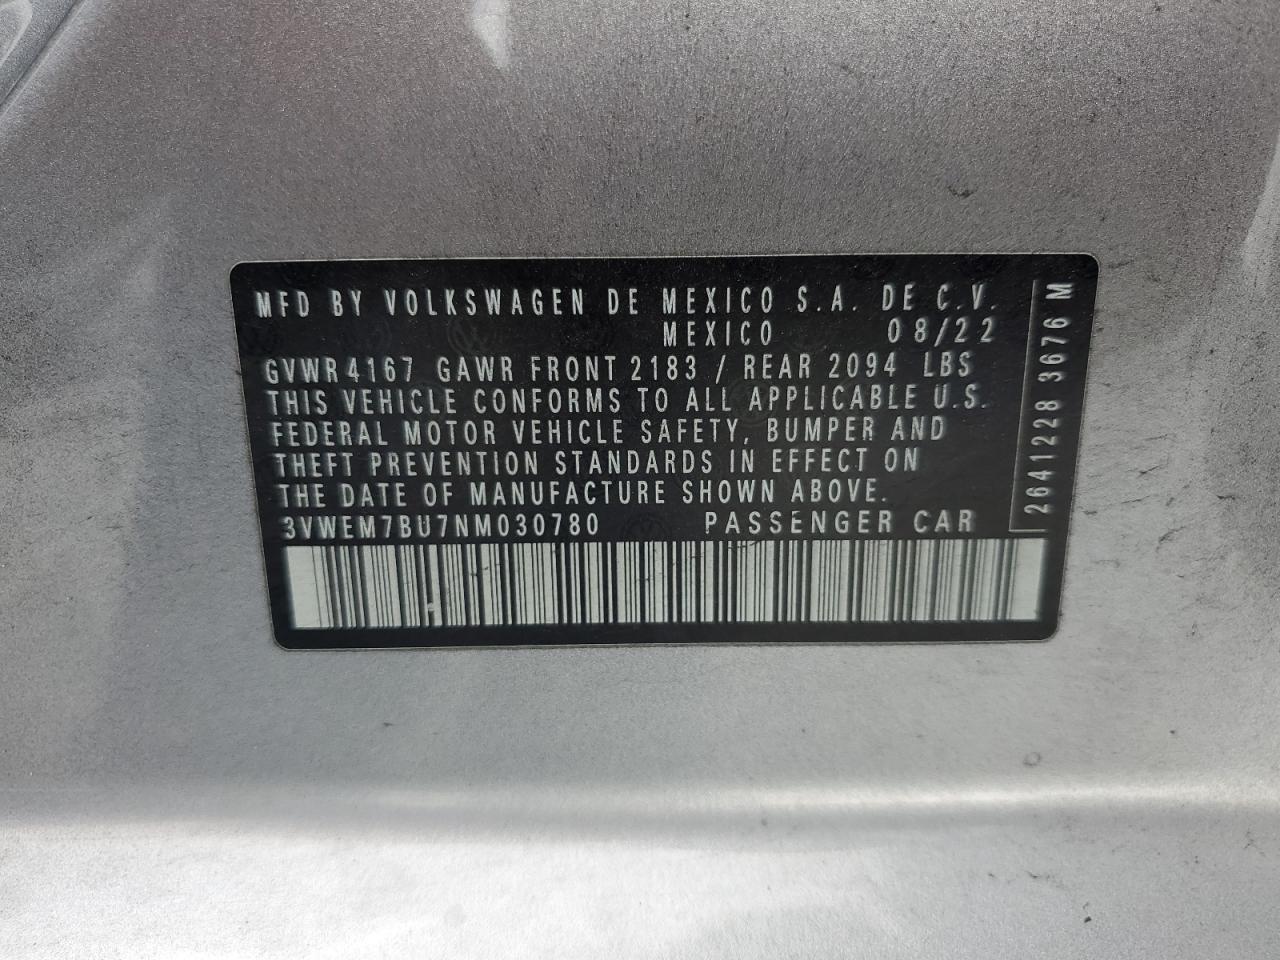 MFD BY VOLKSWAGEN DE MEXICO S.A. DE C.V.
MEXICO 08/22
GVWR 4167 GAWR FRONT 2183 / REAR 2094 LBS
THIS VEHICLE CONFORMS TO ALL APPLICABLE U.S.
FEDERAL MOTOR VEHICLE SAFETY, BUMPER AND
THEFT PREVENTION STANDARDS IN EFFECT ON
THE DATE OF MANUFACTURE SHOWN ABOVE.
3VWEM7BU7NM030780 PASSENGER CAR
2641228 3676 M